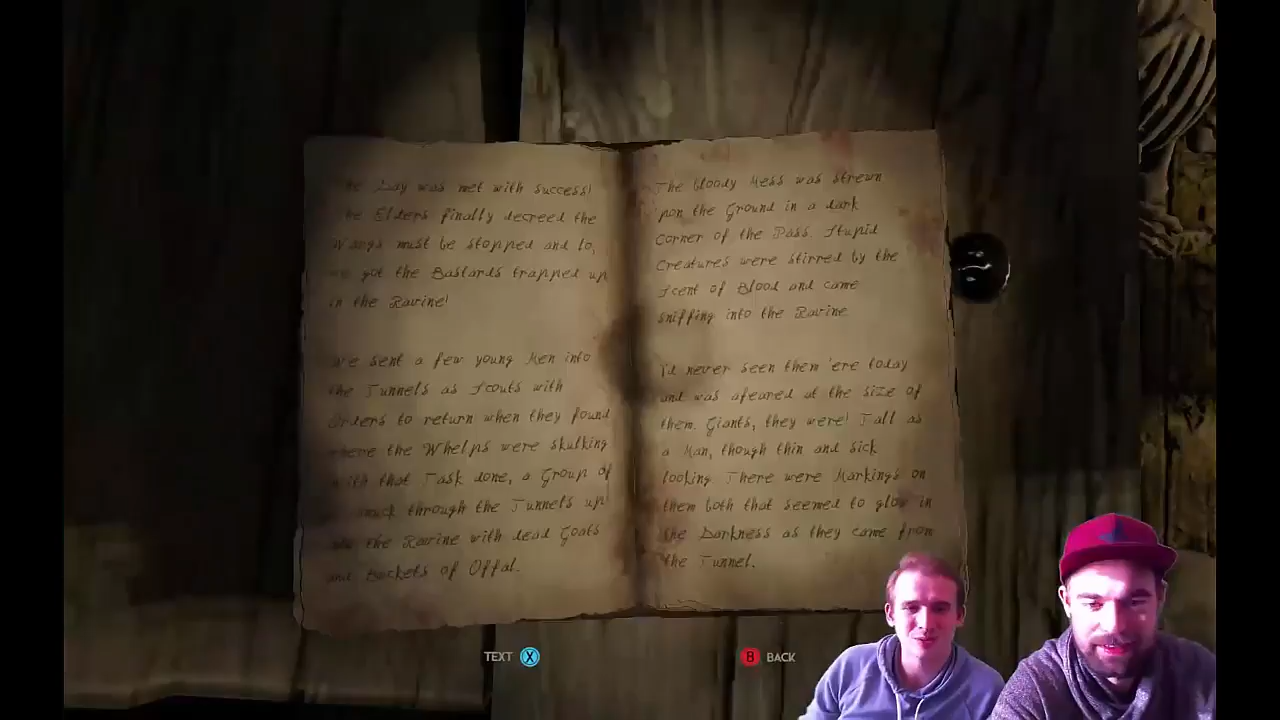 Day was met with success!
Elders finally decreed the
Wargs must be stopped and lo,
we got the Bastards trapped up
in the Ravine!
We sent a few young Men into
the Tunnels as Scouts with
Orders to return when they found
where the Whelps were skulking
with that Task done, a Group of
snuck through the Tunnels up
the Ravine with dead Goats
and Buckets of Offal.
The bloody Mess was strewn
pon the Ground in a dark
Corner of the Pass. Stupid
Creatures were stirred by the
Scent of Blood and came
sniffing into the Ravine.
I'd never seen them 'ere today
and was afeared at the size of
them. Giants, they were! Tall as
a Man, though thin and sick
looking. There were Markings on
them both that seemed to glow in
the Darkness as they came from
the Tunnel.
TEXT X
B BACK